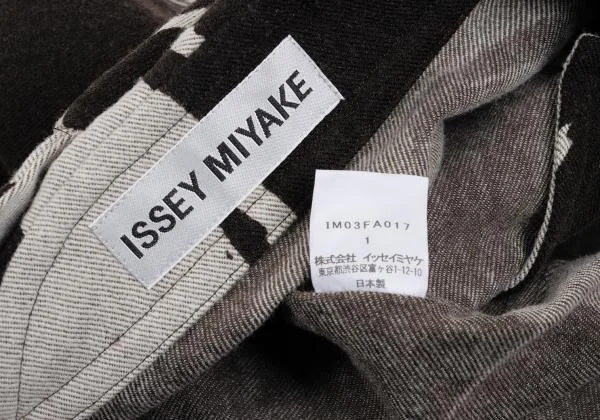 ISSEY MIYAKE
IM03FA017
1
株式会社 イッセイミヤケ
東京都渋谷区富ヶ谷1-12-10
日本製